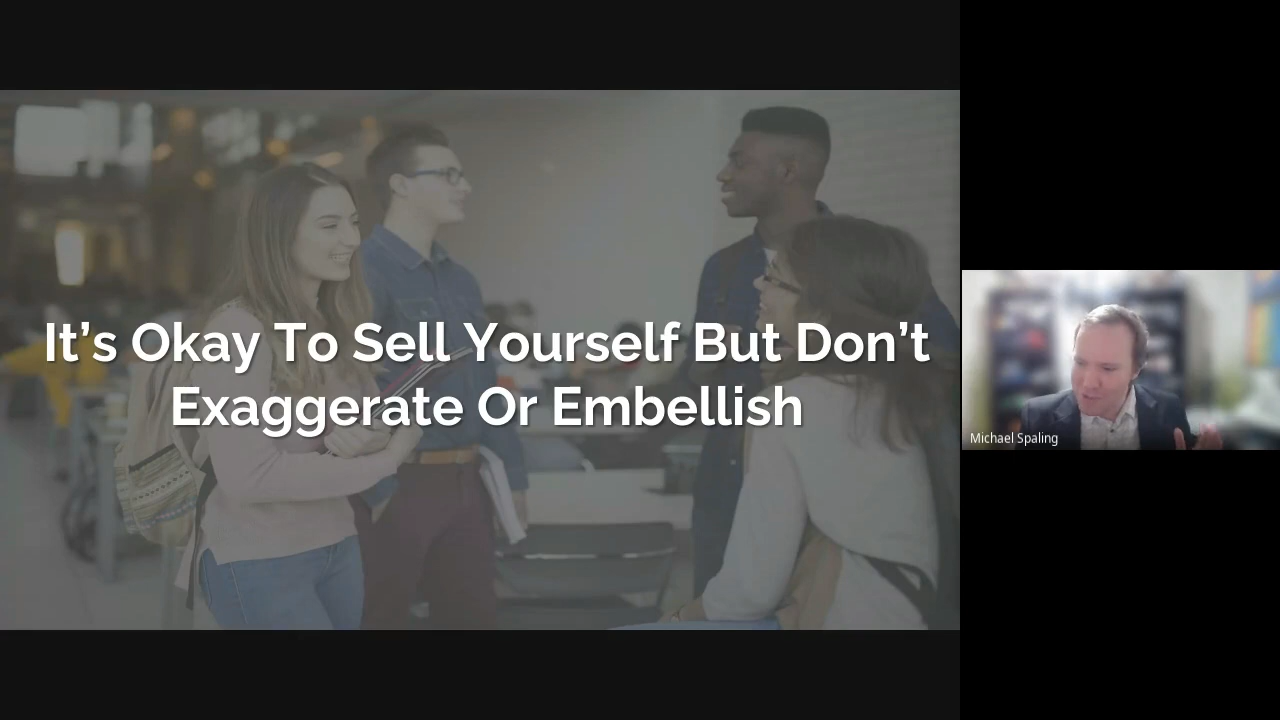 It’s Okay To Sell Yourself But Don’t
Exaggerate Or Embellish
Michael Spaling